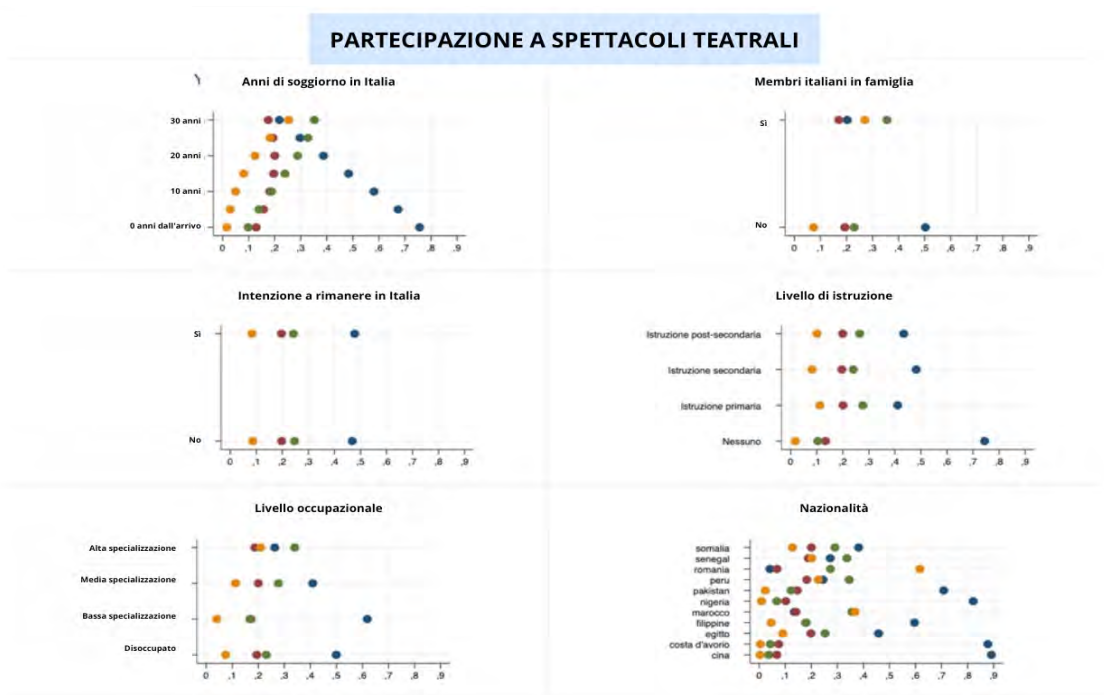 PARTECIPAZIONE A SPETTACOLI TEATRALI
Anni di soggiorno in Italia
30 anni
20 anni
10 anni
0 anni dall'arrivo
0 ,1 ,2 ,3 ,4 ,5 ,6 ,7 ,8 ,9
Membri italiani in famiglia
Sì
No
0 ,1 ,2 ,3 ,4 ,5 ,6 ,7 ,8 ,9
Intenzione a rimanere in Italia
Sì
No
0 ,1 ,2 ,3 ,4 ,5 ,6 ,7 ,8 ,9
Livello di istruzione
Istruzione post-secondaria
Istruzione secondaria
Istruzione primaria
Nessuno
0 ,1 ,2 ,3 ,4 ,5 ,6 ,7 ,8 ,9
Livello occupazionale
Alta specializzazione
Media specializzazione
Bassa specializzazione
Disoccupato
0 ,1 ,2 ,3 ,4 ,5 ,6 ,7 ,8 ,9
Nazionalità
somalia
senegal
romania
peru
pakistan
nigeria
marocco
filippine
egitto
costa d'avorio
cina
0 ,1 ,2 ,3 ,4 ,5 ,6 ,7 ,8 ,9